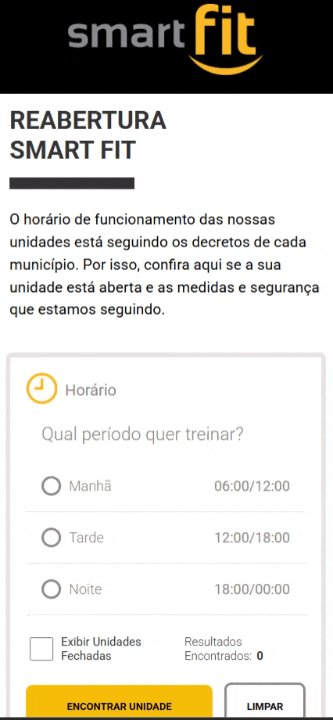 smart fit
REABERTURA
SMART FIT
O horário de funcionamento das nossas
unidades está seguindo os decretos de cada
município. Por isso, confira aqui se a sua
unidade está aberta e as medidas e segurança
que estamos seguindo.
Horário
Qual período quer treinar?
Manhã 06:00/12:00
Tarde 12:00/18:00
Noite 18:00/00:00
Exibir Unidades
Fechadas
Resultados
Encontrados: 0
ENCONTRAR UNIDADE
LIMPAR